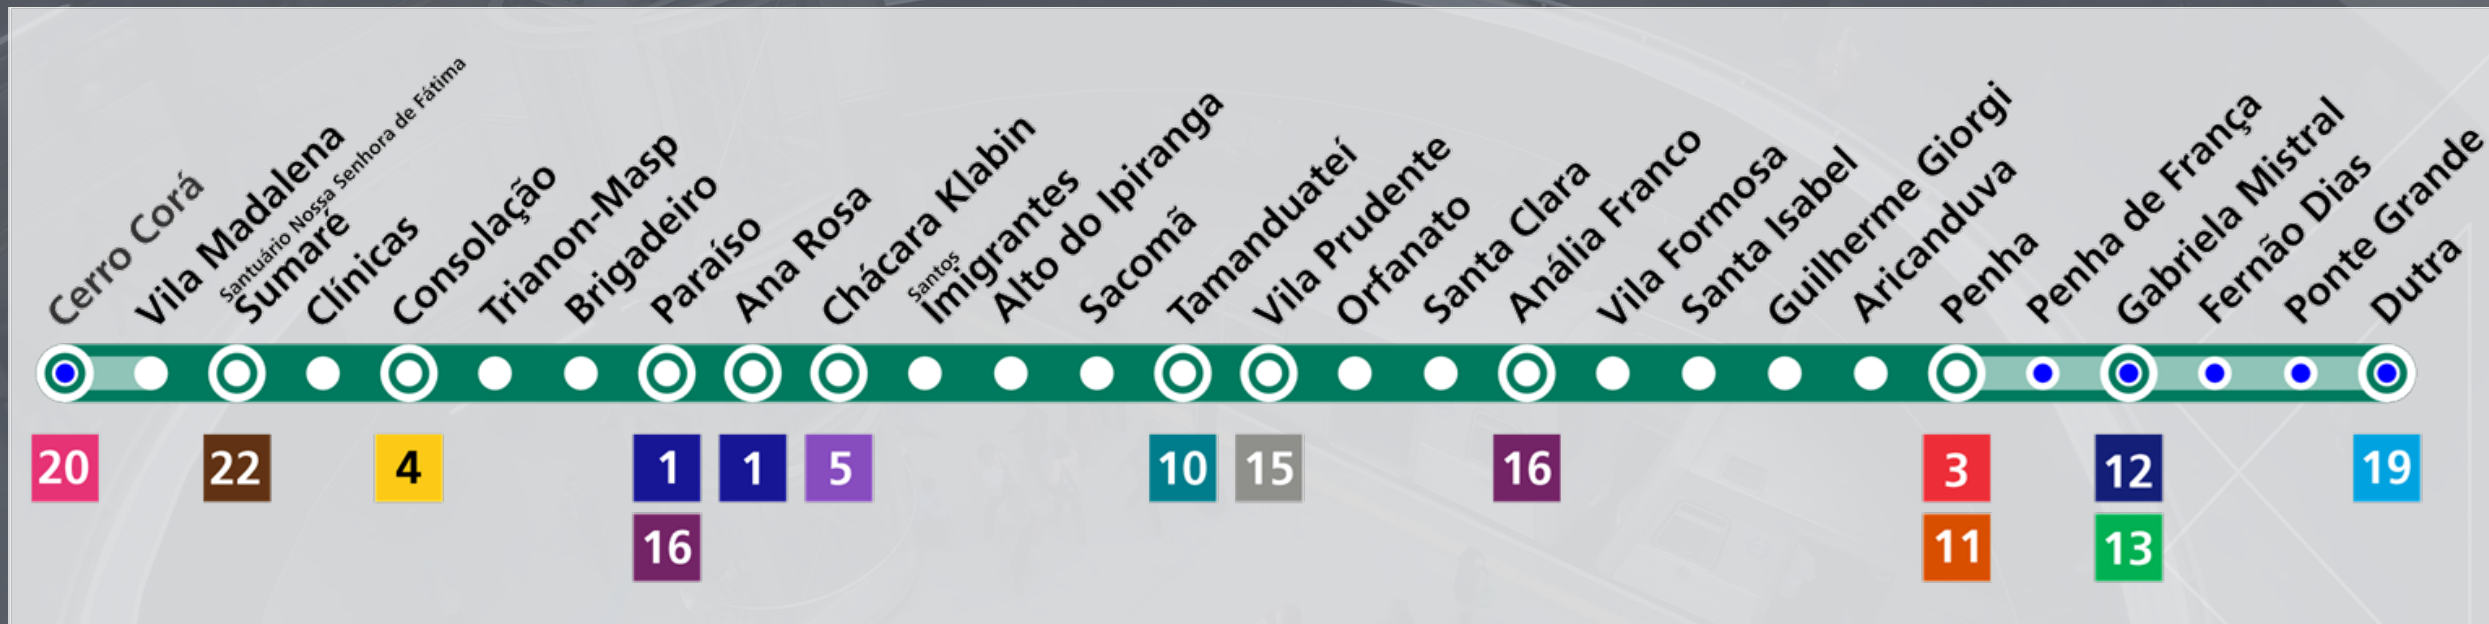 Cerro Corá
Vila Madalena
Santuário Nossa Senhora de Fátima
Sumaré
Clínicas
Consolação
Trianon-Masp
Brigadeiro
Paraíso
Ana Rosa
Chácara Klabin
Santos
Imigrantes
Alto do Ipiranga
Sacomã
Tamanduateí
Vila Prudente
Orfanato
Santa Clara
Anália Franco
Vila Formosa
Santa Isabel
Guilherme Giorgi
Aricanduva
Penha
Penha de França
Gabriela Mistral
Fernão Dias
Ponte Grande
Dutra
20 22 4 1 1 5 10 15 16 3 12 19
16 11 13